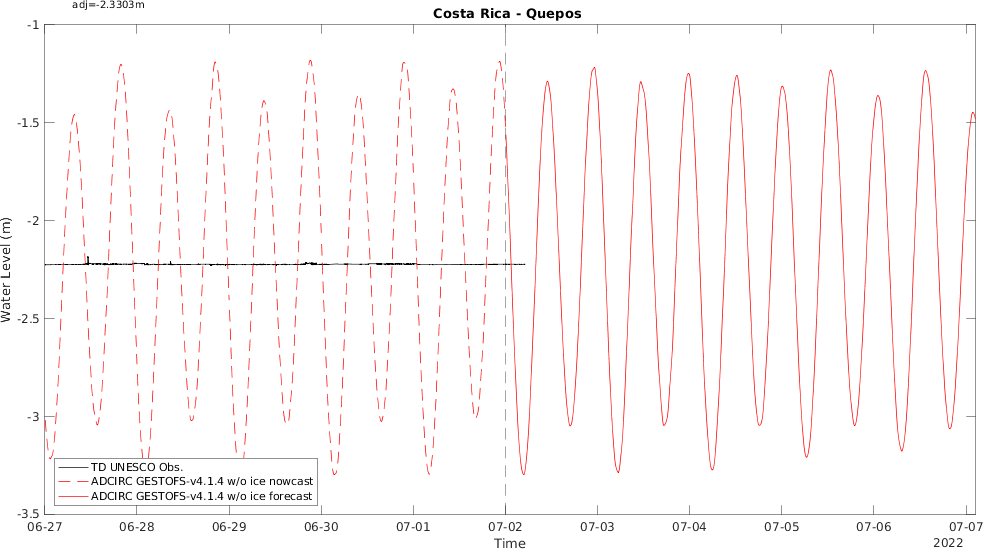 adj=-2.3303m
Costa Rica - Quepos
-1
-1.5
-2
-2.5
-3
-3.5
Water Level (m)
TD UNESCO Obs.
ADCIRC GESTOFS-v4.1.4 w/o ice nowcast
ADCIRC GESTOFS-v4.1.4 w/o ice forecast
06-27 06-28 06-29 06-30 07-01 07-02 07-03 07-04 07-05 07-06 07-07
Time
2022